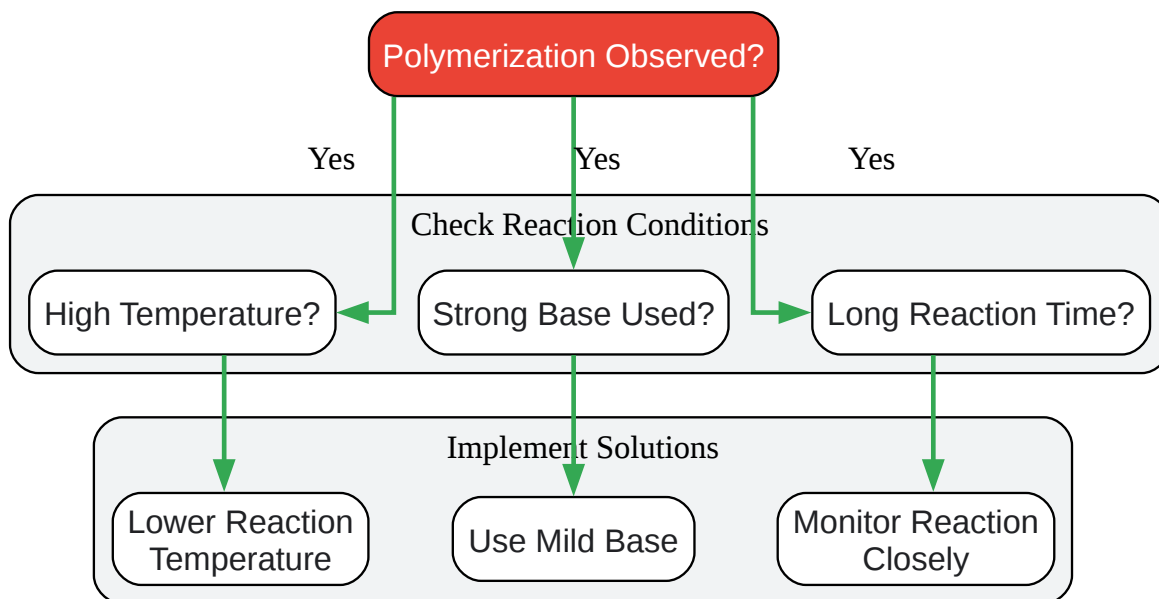 Polymerization Observed?
Yes
Yes
Yes
Check Reaction Conditions
High Temperature?
Strong Base Used?
Long Reaction Time?
Implement Solutions
Lower Reaction
Temperature
Use Mild Base
Monitor Reaction
Closely